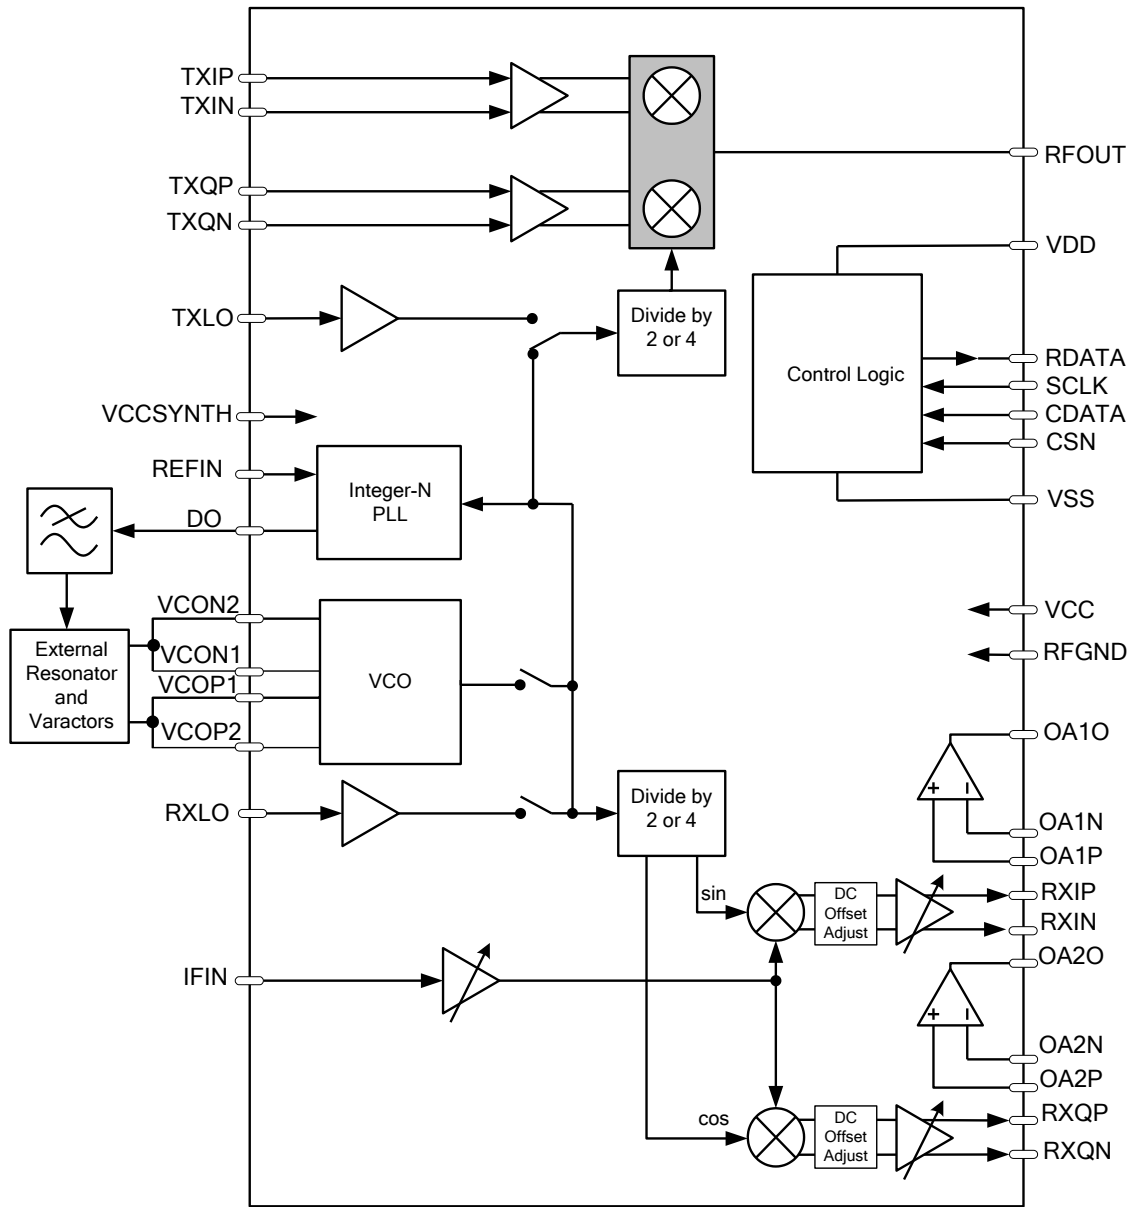 TXIP
TXIN
RFOUT
TXQP
TXQN
VDD
TXLO
Divide by
2 or 4
Control Logic
RDATA
SCLK
CDATA
CSN
VCCSYNTH
REFIN
Integer-N
PLL
VSS
DO
VCON2
VCC
External
Resonator
and
Varactors
VCON1
RFGND
VCO
VCOP1
VCOP2
OA1O
RXLO
Divide by
2 or 4
+
–
OA1N
OA1P
sin
DC
Offset
Adjust
RXIP
RXIN
IFIN
OA2O
+
–
OA2N
OA2P
cos
DC
Offset
Adjust
RXQP
RXQN